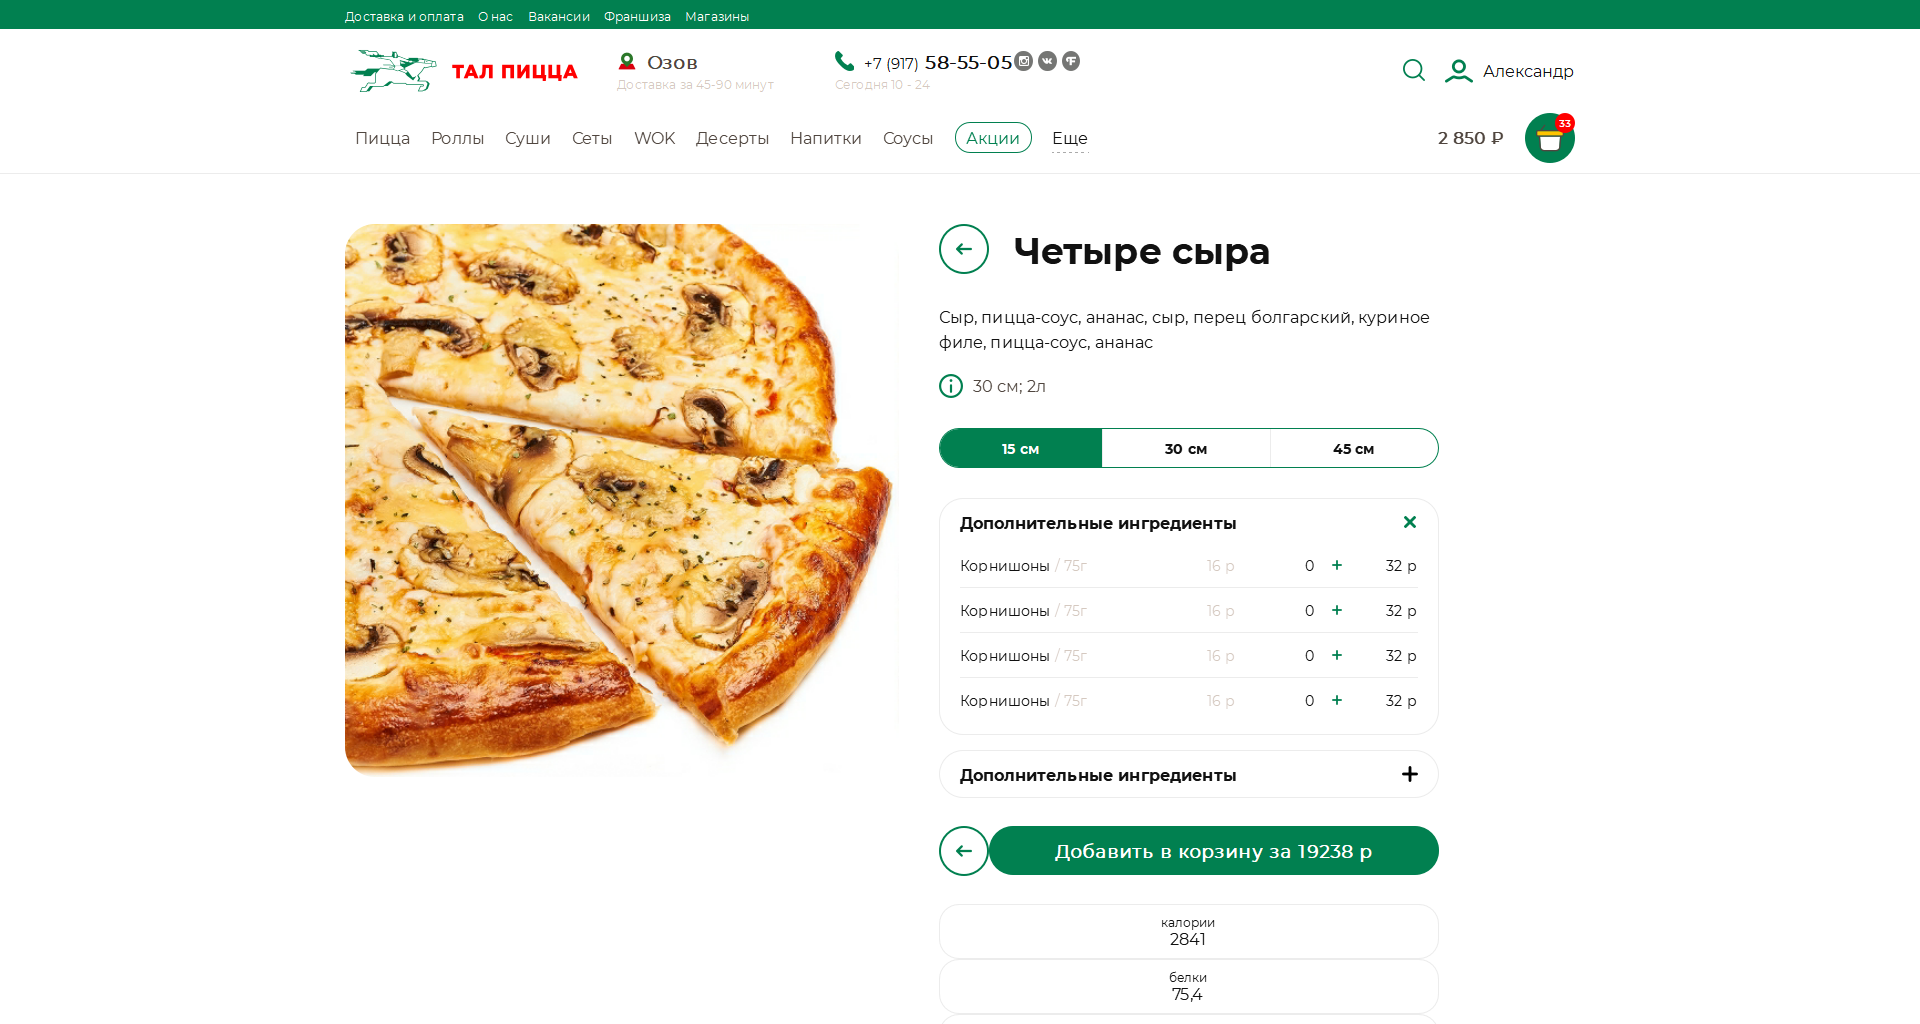 Доставка и оплата О нас Вакансии Франшиза Магазины
ТАЛ ПИЦЦА
Озов
Доставка за 45-90 минут
+7 (917) 58-55-05
Сегодня 10 - 24
Александр
Пицца Роллы Суши Сеты WOK Десерты Напитки Соусы Акции Еще
2 850 ₽
33
Четыре сыра
Сыр, пицца-соус, ананас, сыр, перец болгарский, куриное
филе, пицца-соус, ананас
30 см; 2л
15 см 30 см 45 см
Дополнительные ингредиенты
Корнишоны / 75г 16 р 0 + 32 р
Корнишоны / 75г 16 р 0 + 32 р
Корнишоны / 75г 16 р 0 + 32 р
Корнишоны / 75г 16 р 0 + 32 р
Дополнительные ингредиенты
Добавить в корзину за 19238 р
калории
2841
белки
75,4